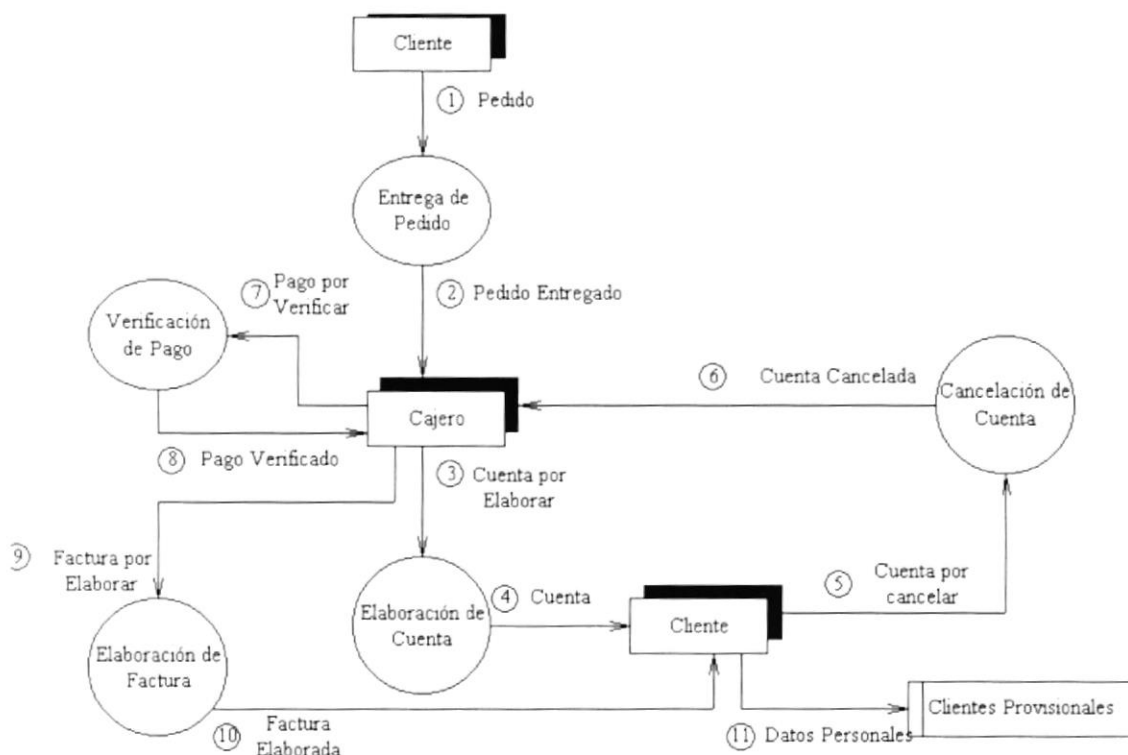 Cliente
1 Pedido
Entrega de
Pedido
2 Pedido Entregado
7 Pago por
Verificar
Verificación
de Pago
6 Cuenta Cancelada
Cancelación de
Cuenta
Cajero
8 Pago Verificado
3 Cuenta por
Elaborar
9 Factura por
Elaborar
Elaboración de
Cuenta
4 Cuenta
Cliente
5 Cuenta por
cancelar
Elaboración de
Factura
10 Factura
Elaborada
11 Datos Personales
Clientes Provisionales